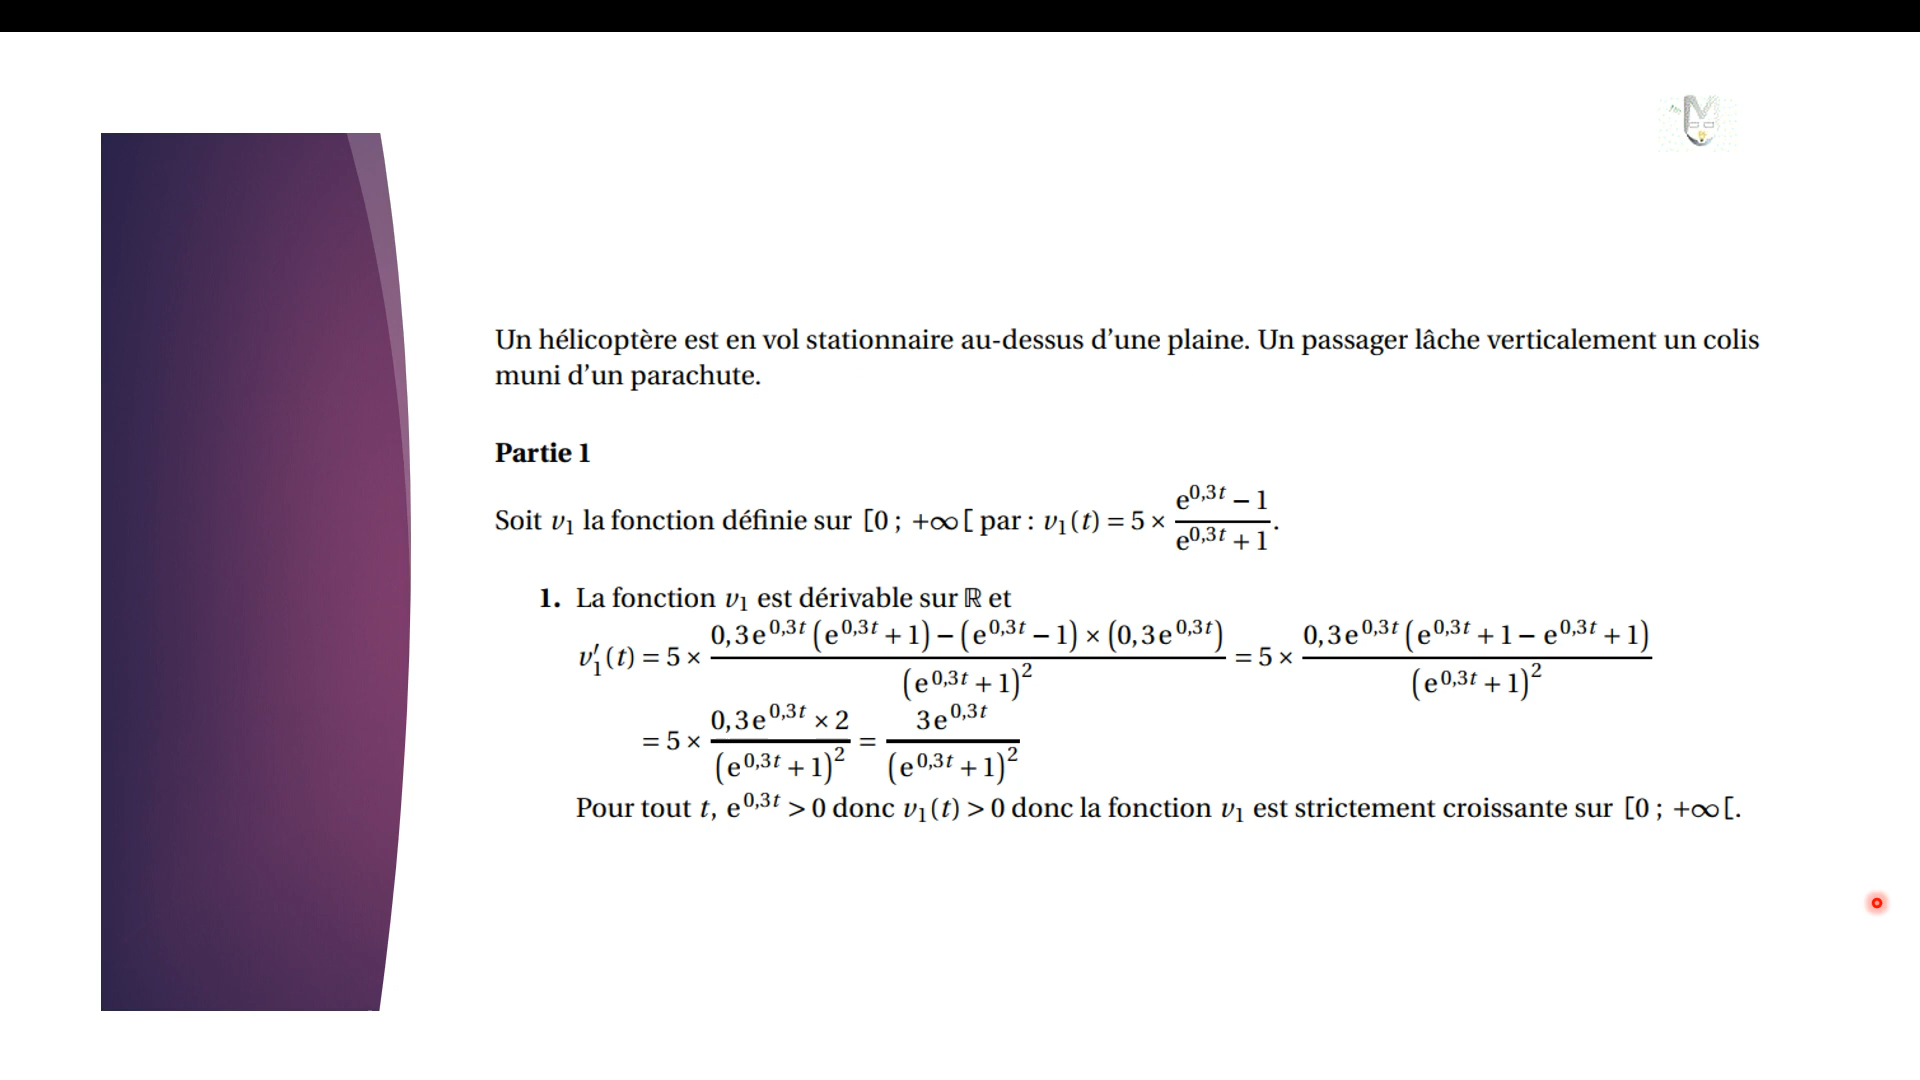 Un hélicoptère est en vol stationnaire au-dessus d’une plaine. Un passager lâche verticalement un colis
muni d’un parachute.
Partie 1
Soit v₁ la fonction définie sur [0 ; +∞[ par : v₁(t) = 5 × (e^{0,3t} − 1)/(e^{0,3t} + 1).
1. La fonction v₁ est dérivable sur ℝ et
v₁′(t) = 5 × (0,3e^{0,3t}(e^{0,3t} + 1) − (e^{0,3t} − 1) × (0,3e^{0,3t}))/(e^{0,3t} + 1)² = 5 × (0,3e^{0,3t}(e^{0,3t} + 1 − e^{0,3t} + 1))/(e^{0,3t} + 1)²
= 5 × (0,3e^{0,3t} × 2)/(e^{0,3t} + 1)² = (3e^{0,3t})/(e^{0,3t} + 1)²
Pour tout t, e^{0,3t} > 0 donc v₁(t) > 0 donc la fonction v₁ est strictement croissante sur [0 ; +∞[.